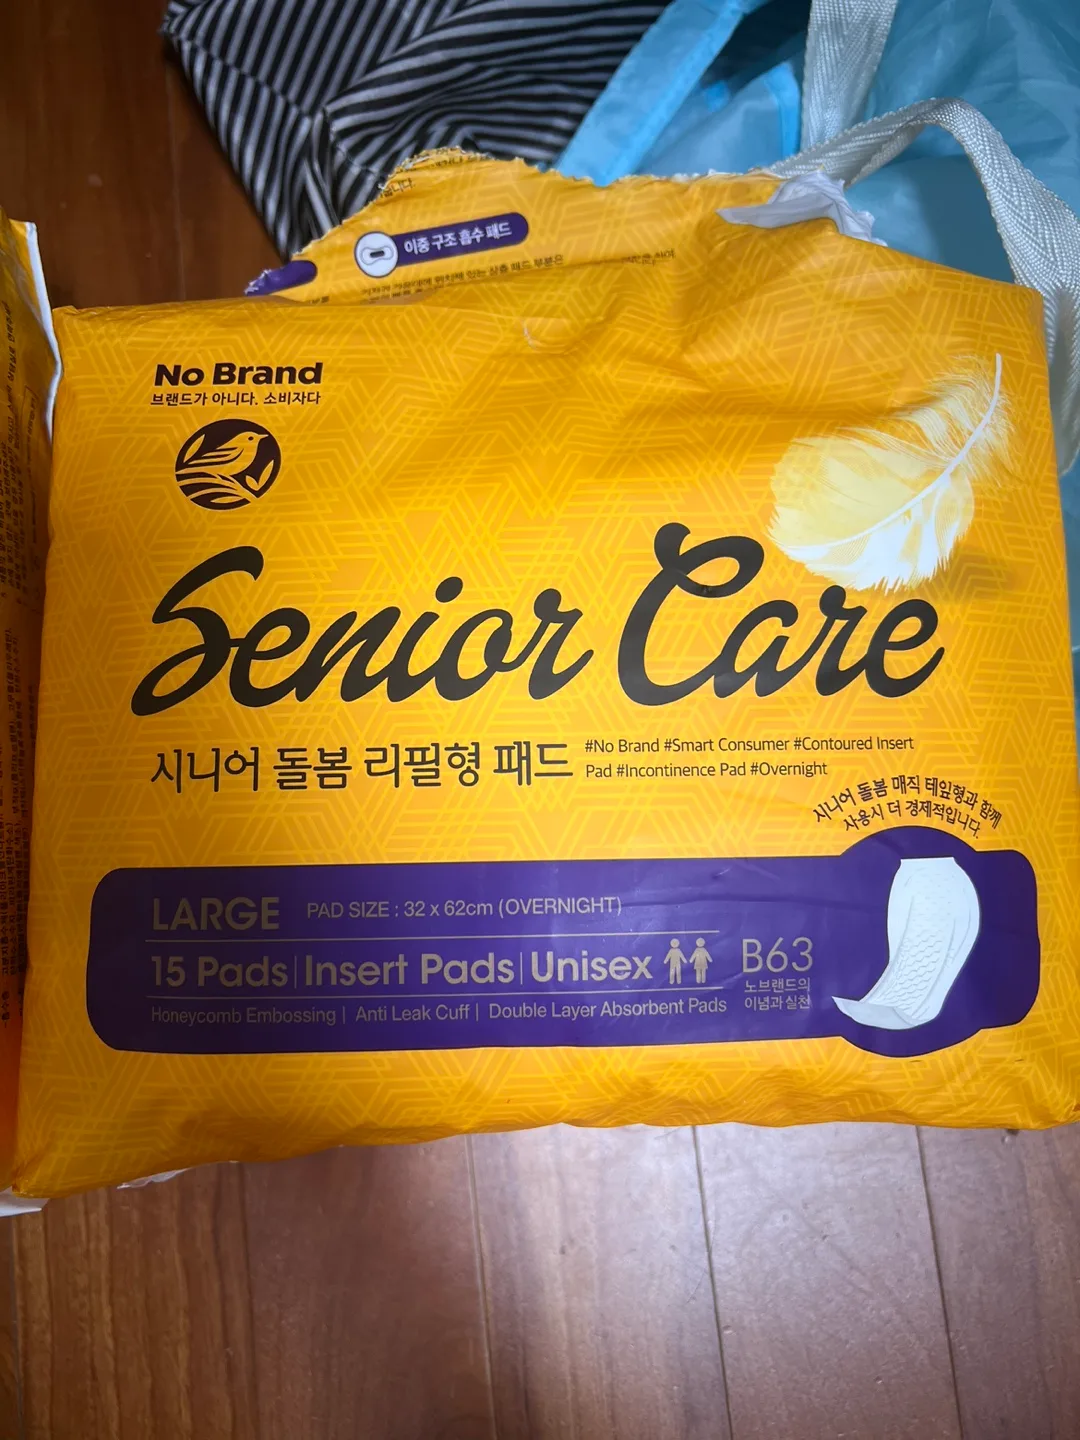 이중 구조 흡수 패드
No Brand
브랜드가 아니다. 소비자다
Senior Care
시니어 돌봄 리필형 패드
#No Brand #Smart Consumer #Contoured Insert
Pad #Incontinence Pad #Overnight
시니어 돌봄 매직 테잎형과 함께
사용시 더 경제적입니다.
LARGE PAD SIZE : 32 x 62cm (OVERNIGHT)
15 Pads | Insert Pads | Unisex
Honeycomb Embossing | Anti Leak Cuff | Double Layer Absorbent Pads
B63
노브랜드의
이념과 실천